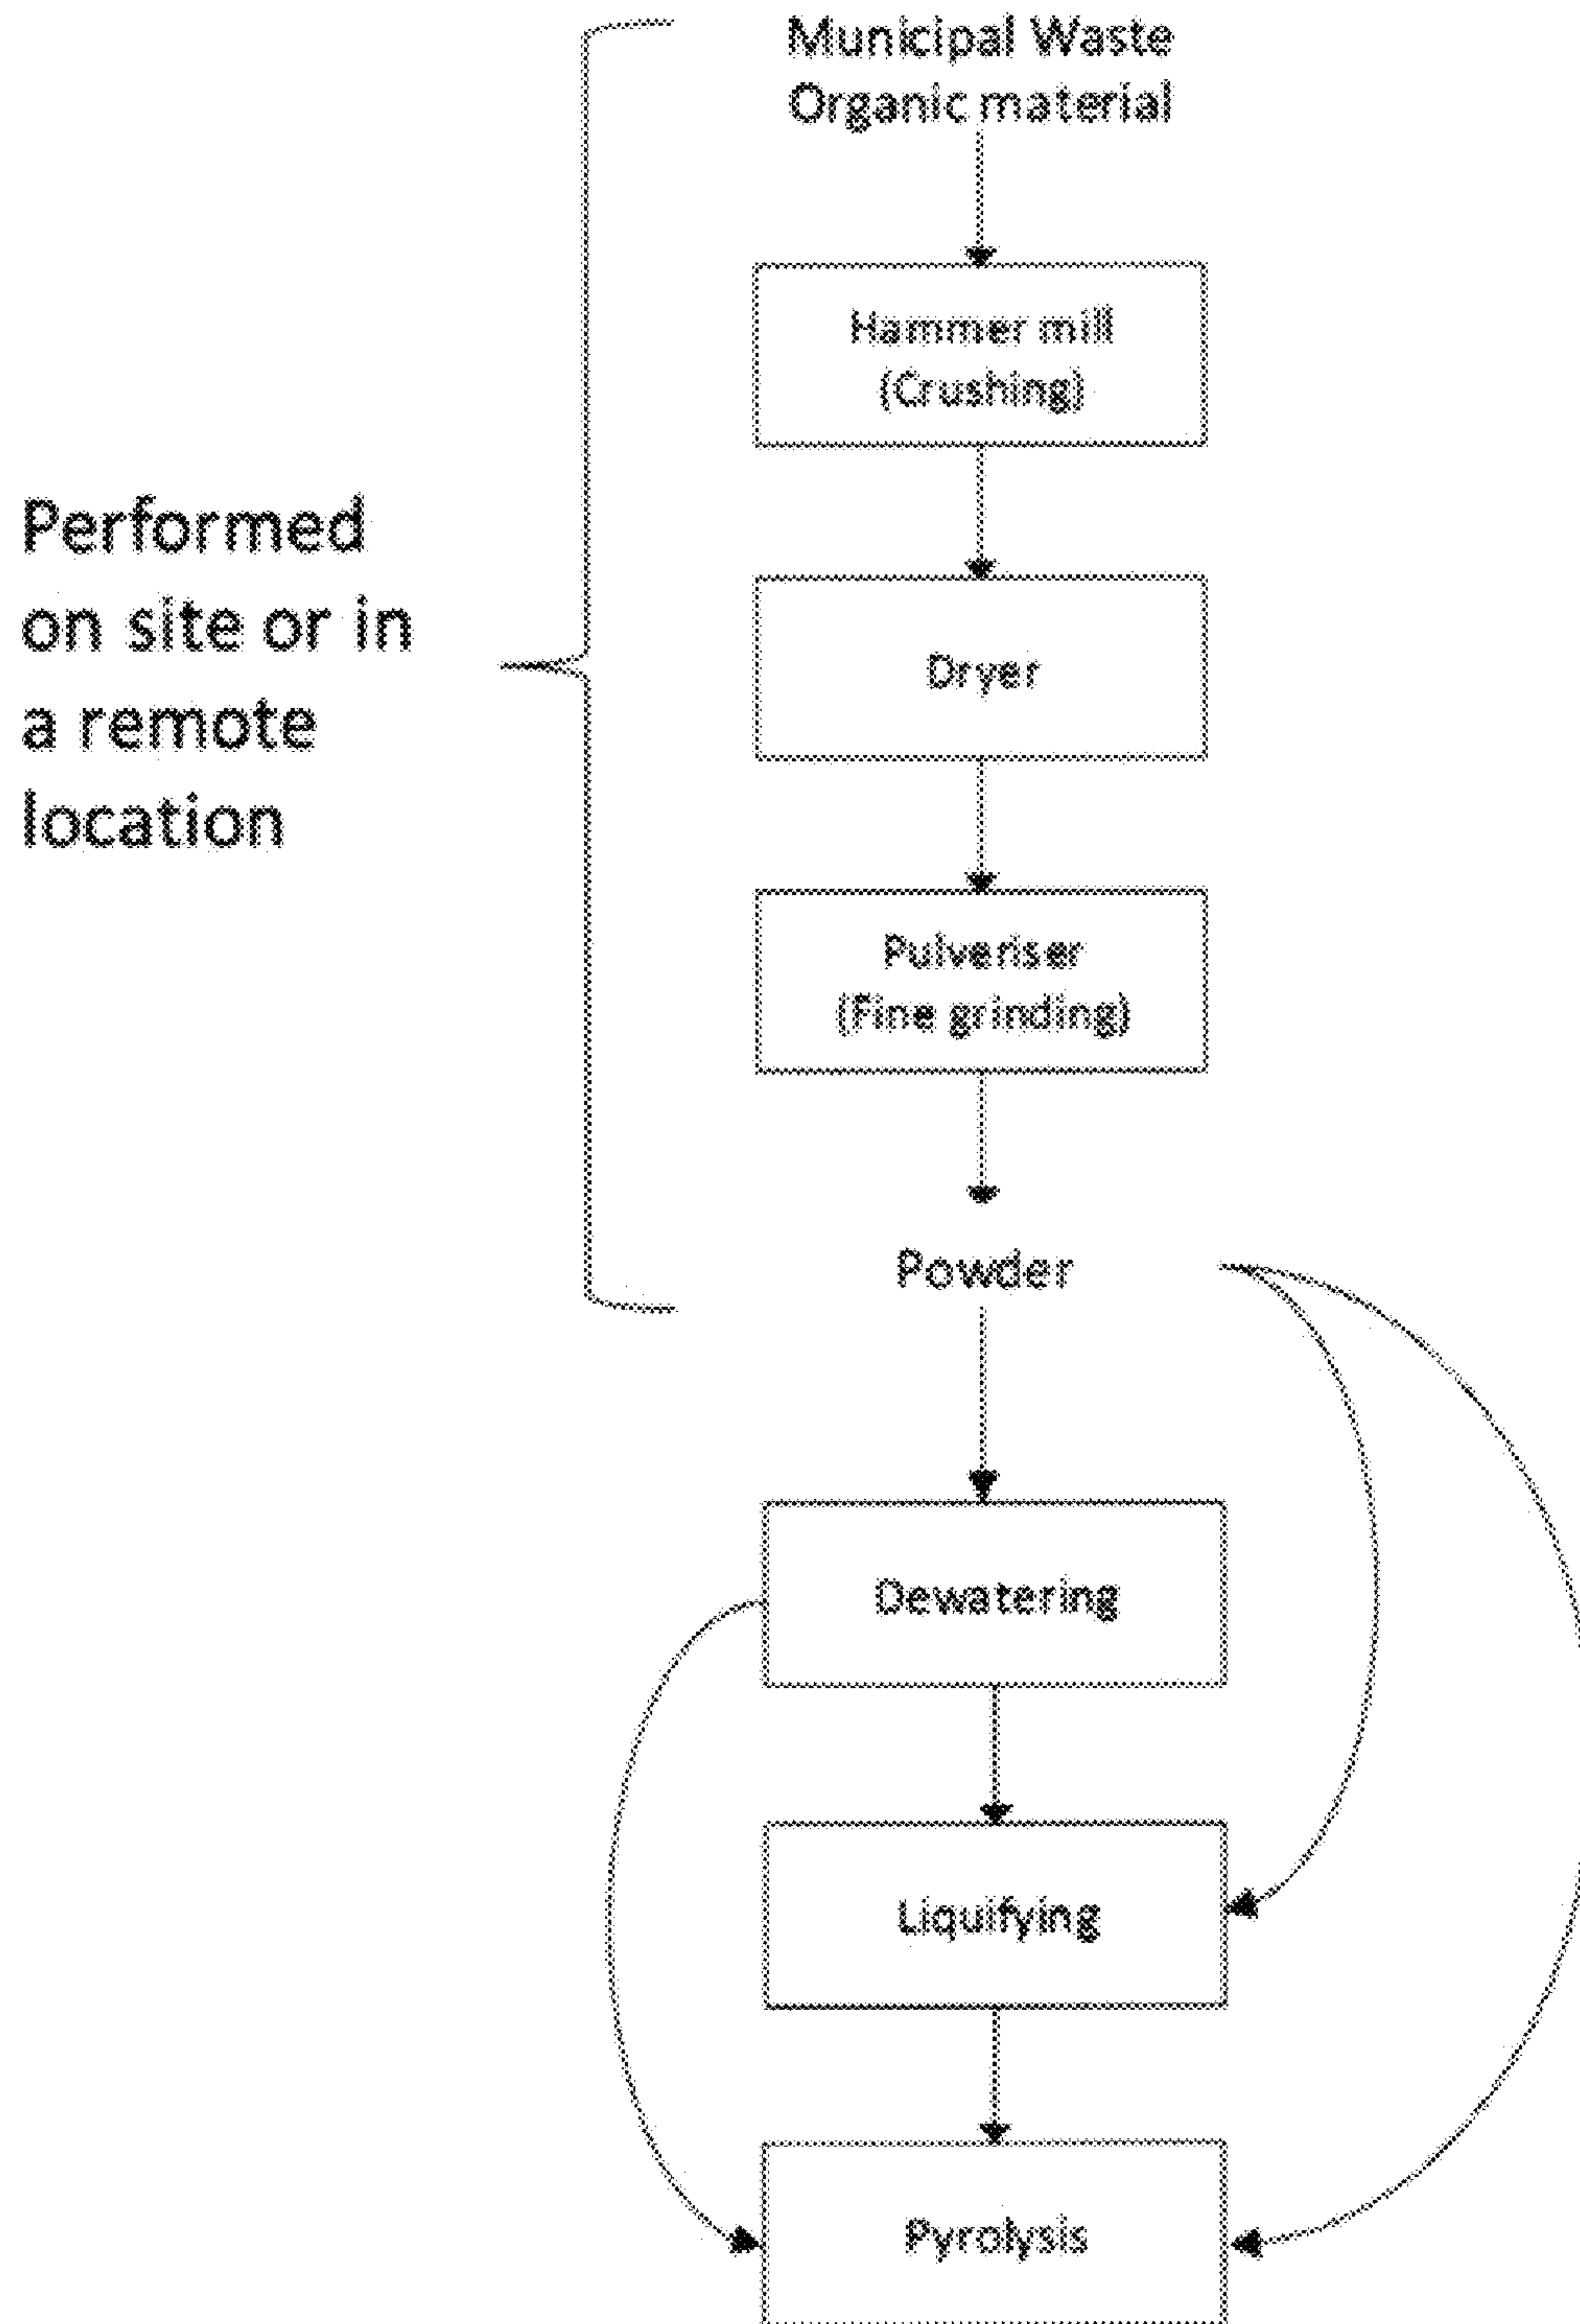 Municipal Waste
Organic material
Hammer mill
(Crushing)
Performed
on site or in
a remote
location
Dryer
Pulveriser
(Fine grinding)
Powder
Dewatering
Liquifying
Pyrolysis